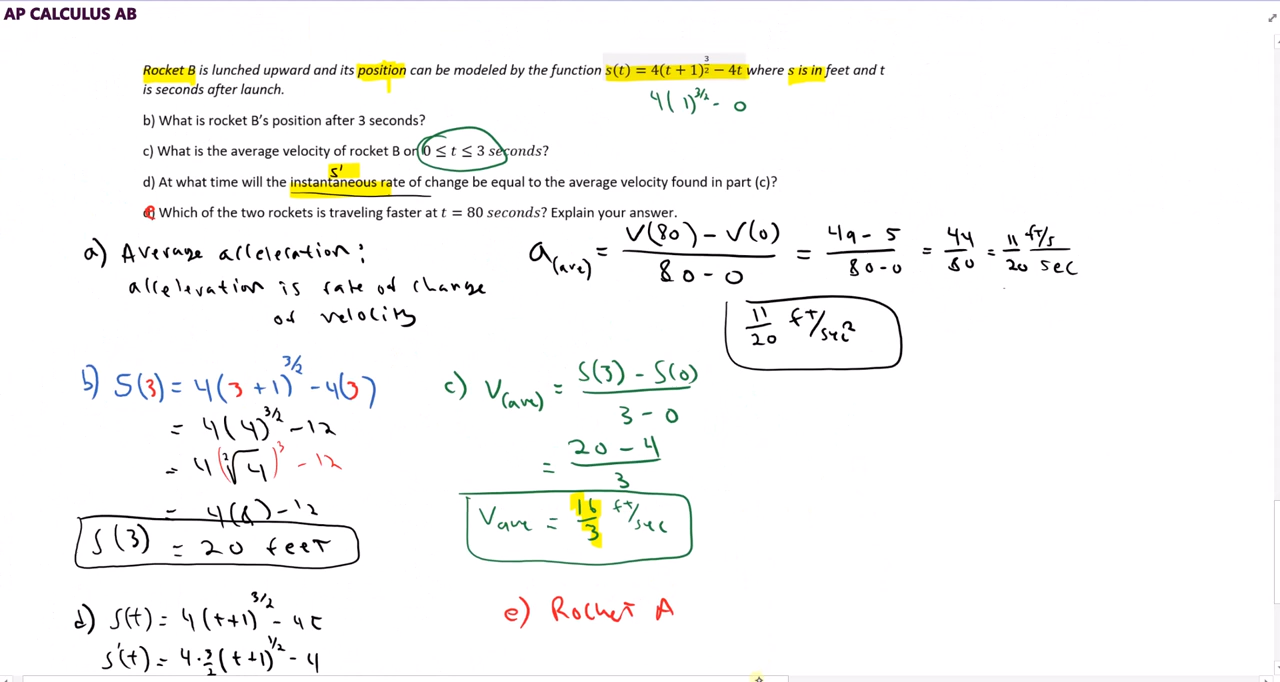 AP CALCULUS AB
Rocket B is lunched upward and its position can be modeled by the function s(t) = 4(t + 1)^(3/2) − 4t where s is in feet and t
is seconds after launch.
4(1)^(3/2) - 0
b) What is rocket B's position after 3 seconds?
c) What is the average velocity of rocket B on 0 ≤ t ≤ 3 seconds?
s'
d) At what time will the instantaneous rate of change be equal to the average velocity found in part (c)?
e) Which of the two rockets is traveling faster at t = 80 seconds? Explain your answer.
a) Average acceleration:
acceleration is rate of change
of velocity
a(ave) = (V(80) - V(0))/(80 - 0) = (49 - 5)/(80-0) = 44/80 = 11/20 ft/s/sec
11/20 ft/sec²
b) S(3) = 4(3+1)^(3/2) - 4(3)
= 4(4)^(3/2) - 12
= 4(²√4)³ - 12
= 4(8) - 12
S(3) = 20 feet
c) V(ave) = (S(3) - S(0))/(3 - 0)
= (20 - 4)/3
Vave = 16/3 ft/sec
d) S(t) = 4(t+1)^(3/2) - 4t
S'(t) = 4·3/2(t+1)^(1/2) - 4
e) Rocket A